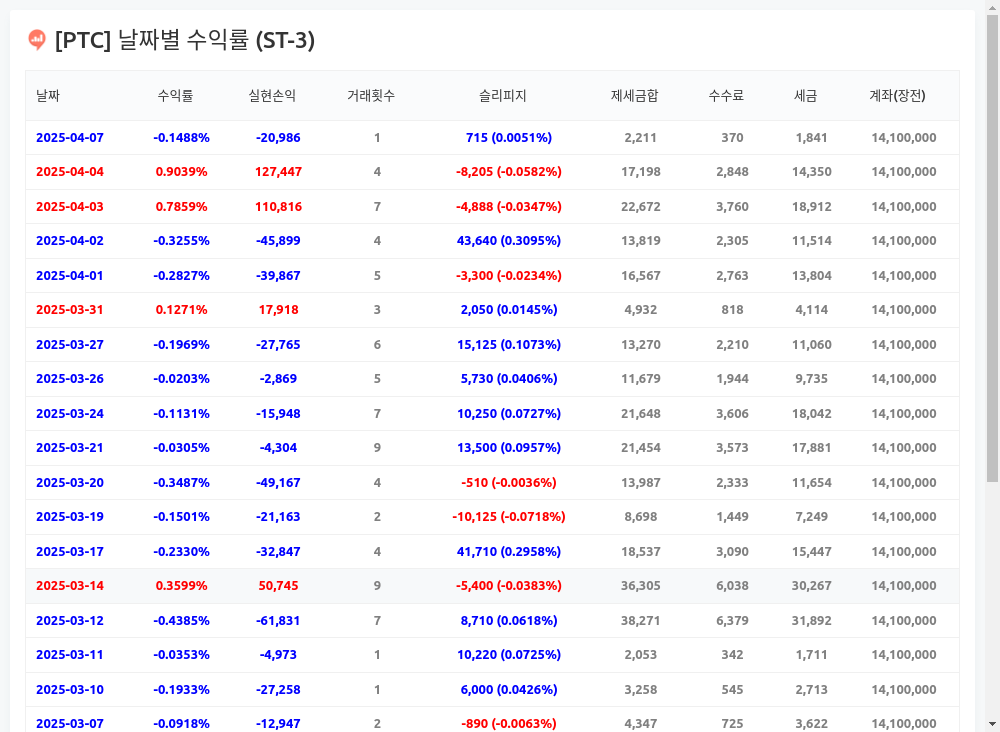 [PTC] 날짜별 수익률 (ST-3)
날짜 수익률 실현손익 거래횟수 슬리피지 제세금합 수수료 세금 계좌(장전)
2025-04-07 -0.1488% -20,986 1 715 (0.0051%) 2,211 370 1,841 14,100,000
2025-04-04 0.9039% 127,447 4 -8,205 (-0.0582%) 17,198 2,848 14,350 14,100,000
2025-04-03 0.7859% 110,816 7 -4,888 (-0.0347%) 22,672 3,760 18,912 14,100,000
2025-04-02 -0.3255% -45,899 4 43,640 (0.3095%) 13,819 2,305 11,514 14,100,000
2025-04-01 -0.2827% -39,867 5 -3,300 (-0.0234%) 16,567 2,763 13,804 14,100,000
2025-03-31 0.1271% 17,918 3 2,050 (0.0145%) 4,932 818 4,114 14,100,000
2025-03-27 -0.1969% -27,765 6 15,125 (0.1073%) 13,270 2,210 11,060 14,100,000
2025-03-26 -0.0203% -2,869 5 5,730 (0.0406%) 11,679 1,944 9,735 14,100,000
2025-03-24 -0.1131% -15,948 7 10,250 (0.0727%) 21,648 3,606 18,042 14,100,000
2025-03-21 -0.0305% -4,304 9 13,500 (0.0957%) 21,454 3,573 17,881 14,100,000
2025-03-20 -0.3487% -49,167 4 -510 (-0.0036%) 13,987 2,333 11,654 14,100,000
2025-03-19 -0.1501% -21,163 2 -10,125 (-0.0718%) 8,698 1,449 7,249 14,100,000
2025-03-17 -0.2330% -32,847 4 41,710 (0.2958%) 18,537 3,090 15,447 14,100,000
2025-03-14 0.3599% 50,745 9 -5,400 (-0.0383%) 36,305 6,038 30,267 14,100,000
2025-03-12 -0.4385% -61,831 7 8,710 (0.0618%) 38,271 6,379 31,892 14,100,000
2025-03-11 -0.0353% -4,973 1 10,220 (0.0725%) 2,053 342 1,711 14,100,000
2025-03-10 -0.1933% -27,258 1 6,000 (0.0426%) 3,258 545 2,713 14,100,000
2025-03-07 -0.0918% -12,947 2 -890 (-0.0063%) 4,347 725 3,622 14,100,000